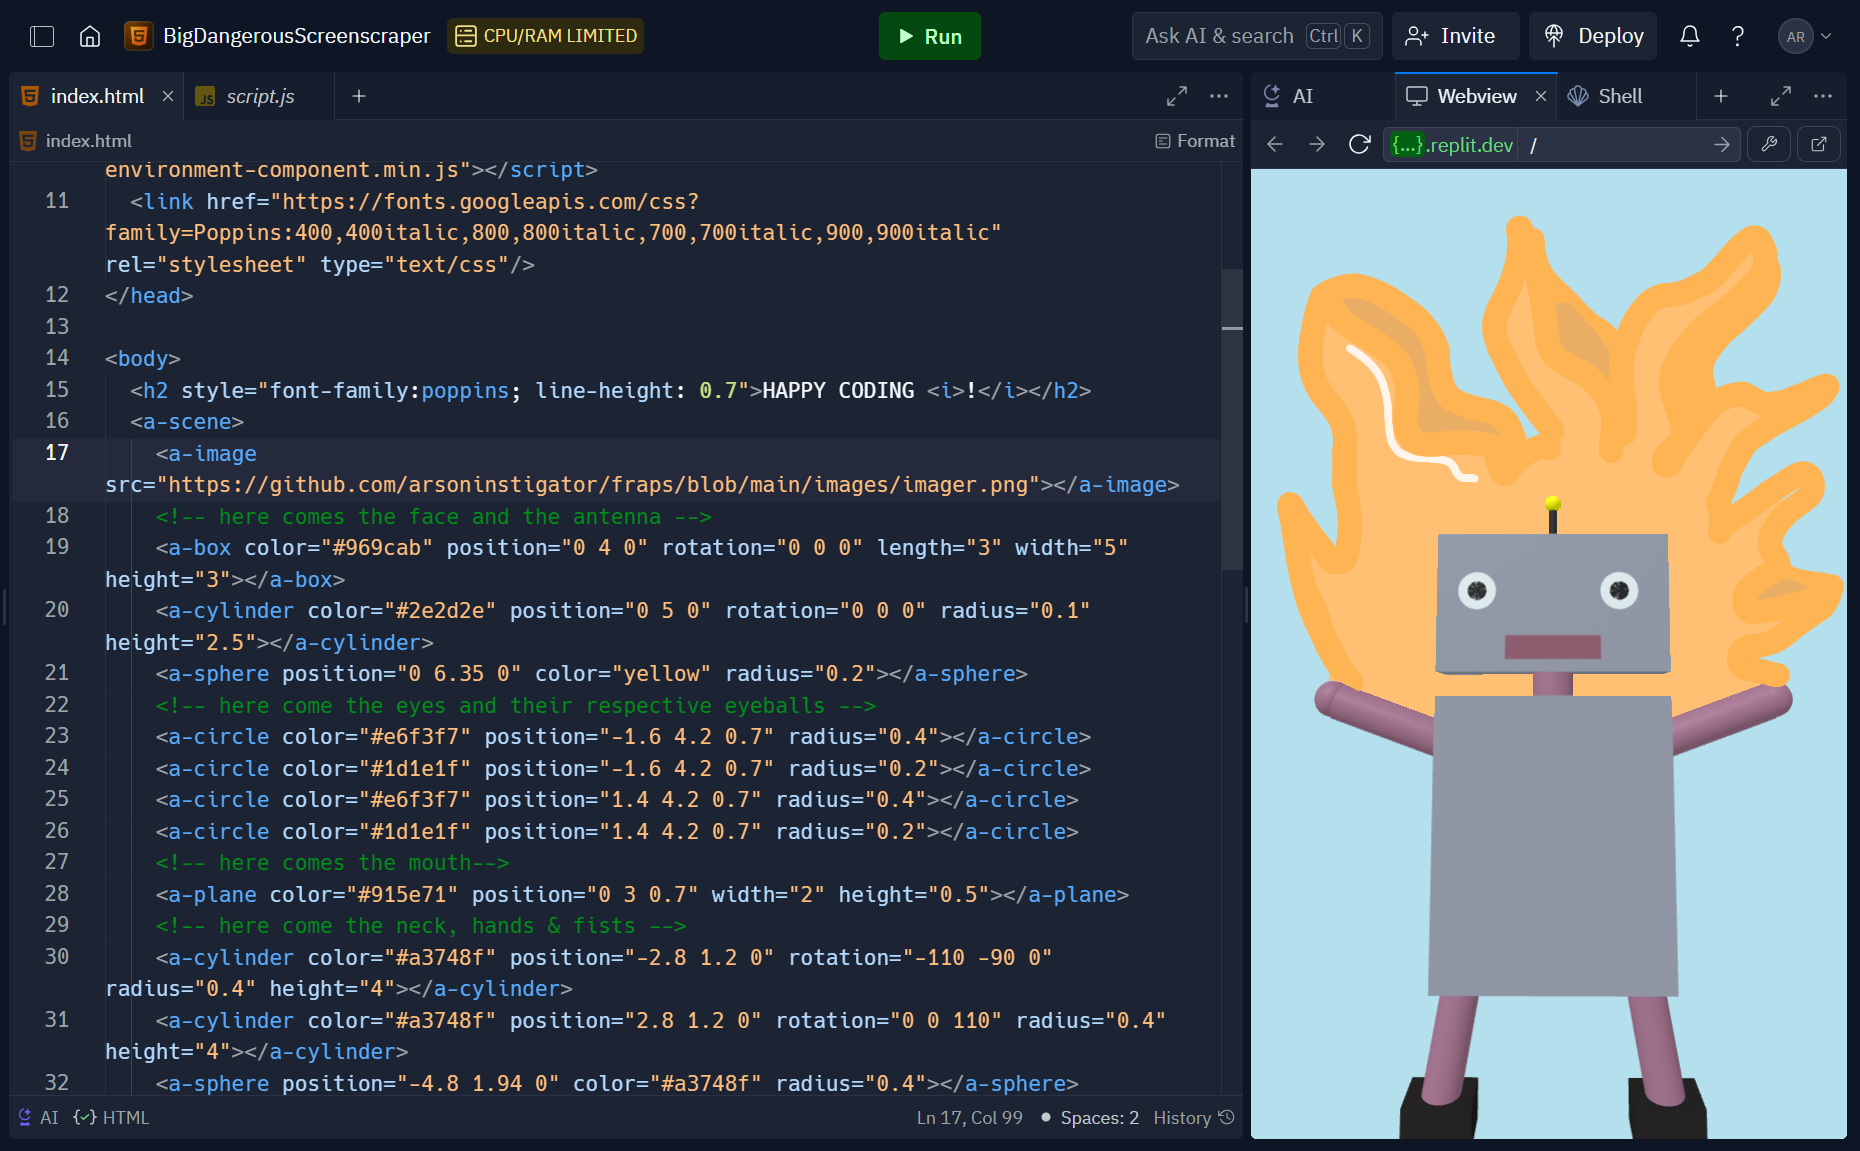 BigDangerousScreenscraper
CPU/RAM LIMITED
Run
Ask AI & search Ctrl K
Invite
Deploy
?
AR
index.html
JS script.js
AI
Webview
Shell
index.html
Format
{...}.replit.dev /
environment-component.min.js"></script>
11 <link href="https://fonts.googleapis.com/css?
family=Poppins:400,400italic,800,800italic,700,700italic,900,900italic"
rel="stylesheet" type="text/css"/>
12 </head>
13
14 <body>
15 <h2 style="font-family:poppins; line-height: 0.7">HAPPY CODING <i>!</i></h2>
16 <a-scene>
17 <a-image
src="https://github.com/arsoninstigator/fraps/blob/main/images/imager.png"></a-image>
18 <!-- here comes the face and the antenna -->
19 <a-box color="#969cab" position="0 4 0" rotation="0 0 0" length="3" width="5"
height="3"></a-box>
20 <a-cylinder color="#2e2d2e" position="0 5 0" rotation="0 0 0" radius="0.1"
height="2.5"></a-cylinder>
21 <a-sphere position="0 6.35 0" color="yellow" radius="0.2"></a-sphere>
22 <!-- here come the eyes and their respective eyeballs -->
23 <a-circle color="#e6f3f7" position="-1.6 4.2 0.7" radius="0.4"></a-circle>
24 <a-circle color="#1d1e1f" position="-1.6 4.2 0.7" radius="0.2"></a-circle>
25 <a-circle color="#e6f3f7" position="1.4 4.2 0.7" radius="0.4"></a-circle>
26 <a-circle color="#1d1e1f" position="1.4 4.2 0.7" radius="0.2"></a-circle>
27 <!-- here comes the mouth-->
28 <a-plane color="#915e71" position="0 3 0.7" width="2" height="0.5"></a-plane>
29 <!-- here come the neck, hands & fists -->
30 <a-cylinder color="#a3748f" position="-2.8 1.2 0" rotation="-110 -90 0"
radius="0.4" height="4"></a-cylinder>
31 <a-cylinder color="#a3748f" position="2.8 1.2 0" rotation="0 0 110" radius="0.4"
height="4"></a-cylinder>
32 <a-sphere position="-4.8 1.94 0" color="#a3748f" radius="0.4"></a-sphere>
AI
HTML
Ln 17, Col 99
Spaces: 2
History